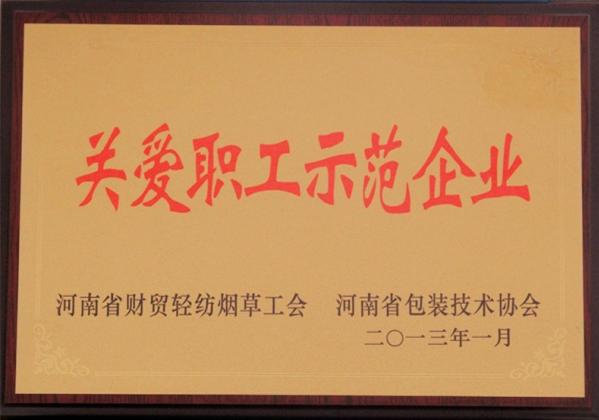 关爱职工示范企业
河南省财贸轻纺烟草工会 河南省包装技术协会
二〇一三年一月